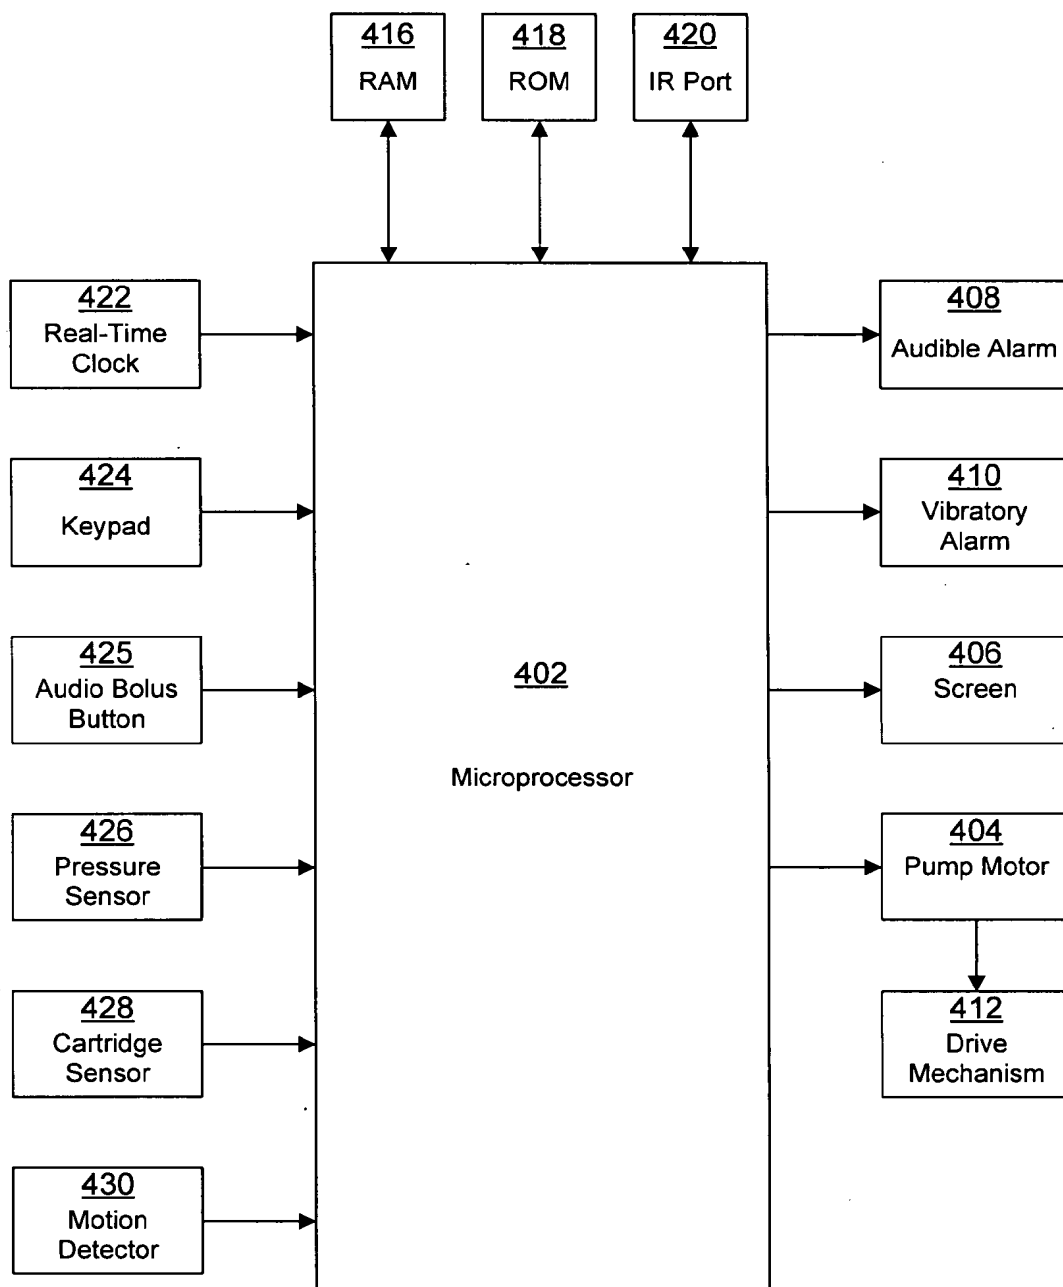 416
RAM
418
ROM
420
IR Port
422
Real-Time
Clock
424
Keypad
425
Audio Bolus
Button
426
Pressure
Sensor
428
Cartridge
Sensor
430
Motion
Detector
402
Microprocessor
408
Audible Alarm
410
Vibratory
Alarm
406
Screen
404
Pump Motor
412
Drive
Mechanism